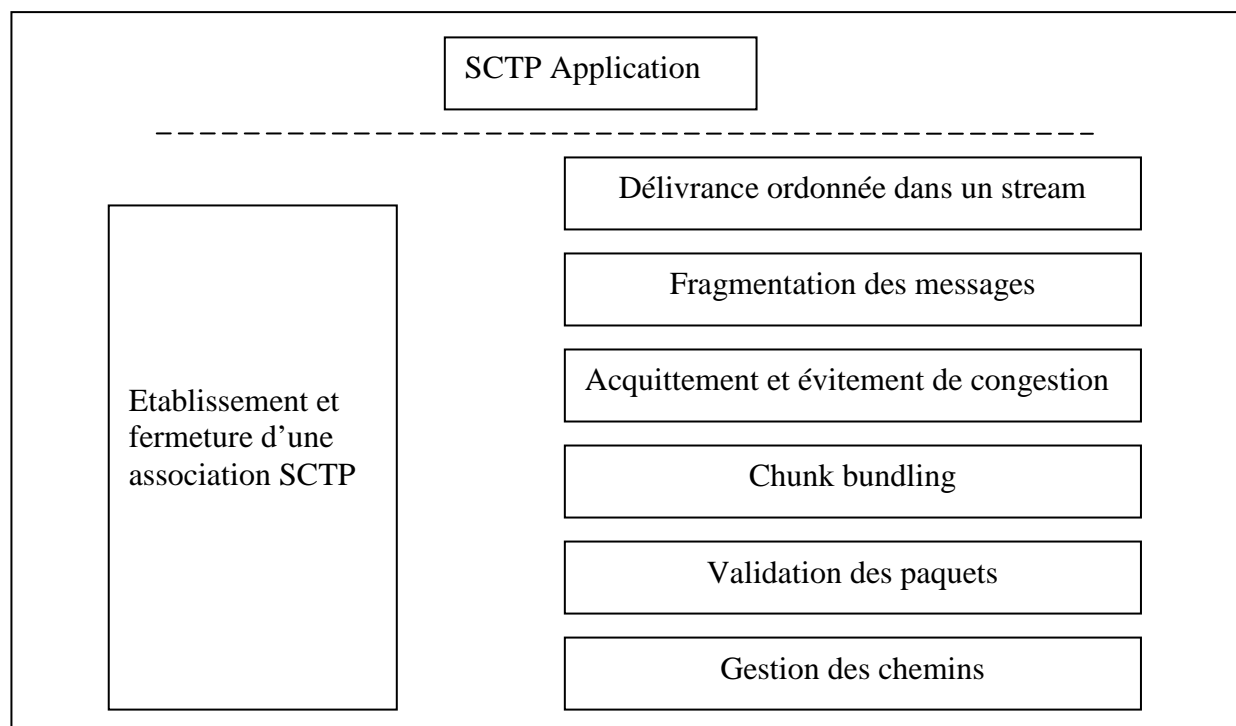 SCTP Application
Délivrance ordonnée dans un stream
Fragmentation des messages
Acquittement et évitement de congestion
Etablissement et
fermeture d’une
association SCTP
Chunk bundling
Validation des paquets
Gestion des chemins